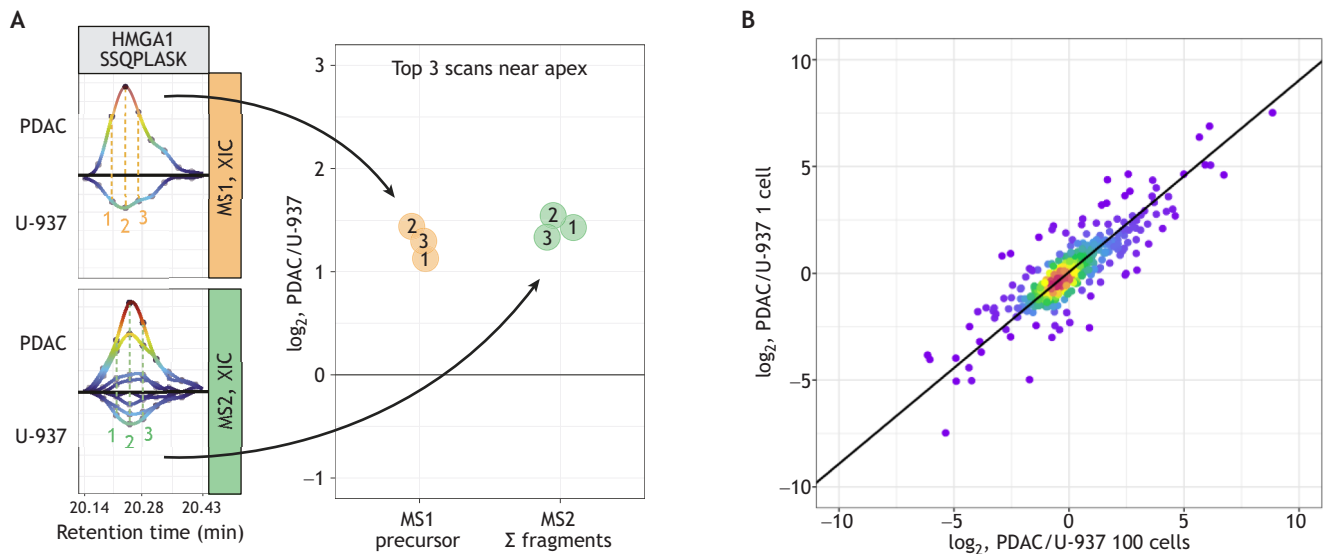 A
HMGA1
SSQPLASK
PDAC
U-937
1 2 3
MS1, XIC
PDAC
U-937
1 2 3
MS2, XIC
20.14 20.28 20.43
Retention time (min)
Top 3 scans near apex
log2, PDAC/U-937
3
2
1
0
−1
2
3
1
2
1
3
MS1
precursor
MS2
Σ fragments
B
log2, PDAC/U-937 1 cell
10
5
0
−5
−10
−10 −5 0 5 10
log2, PDAC/U-937 100 cells